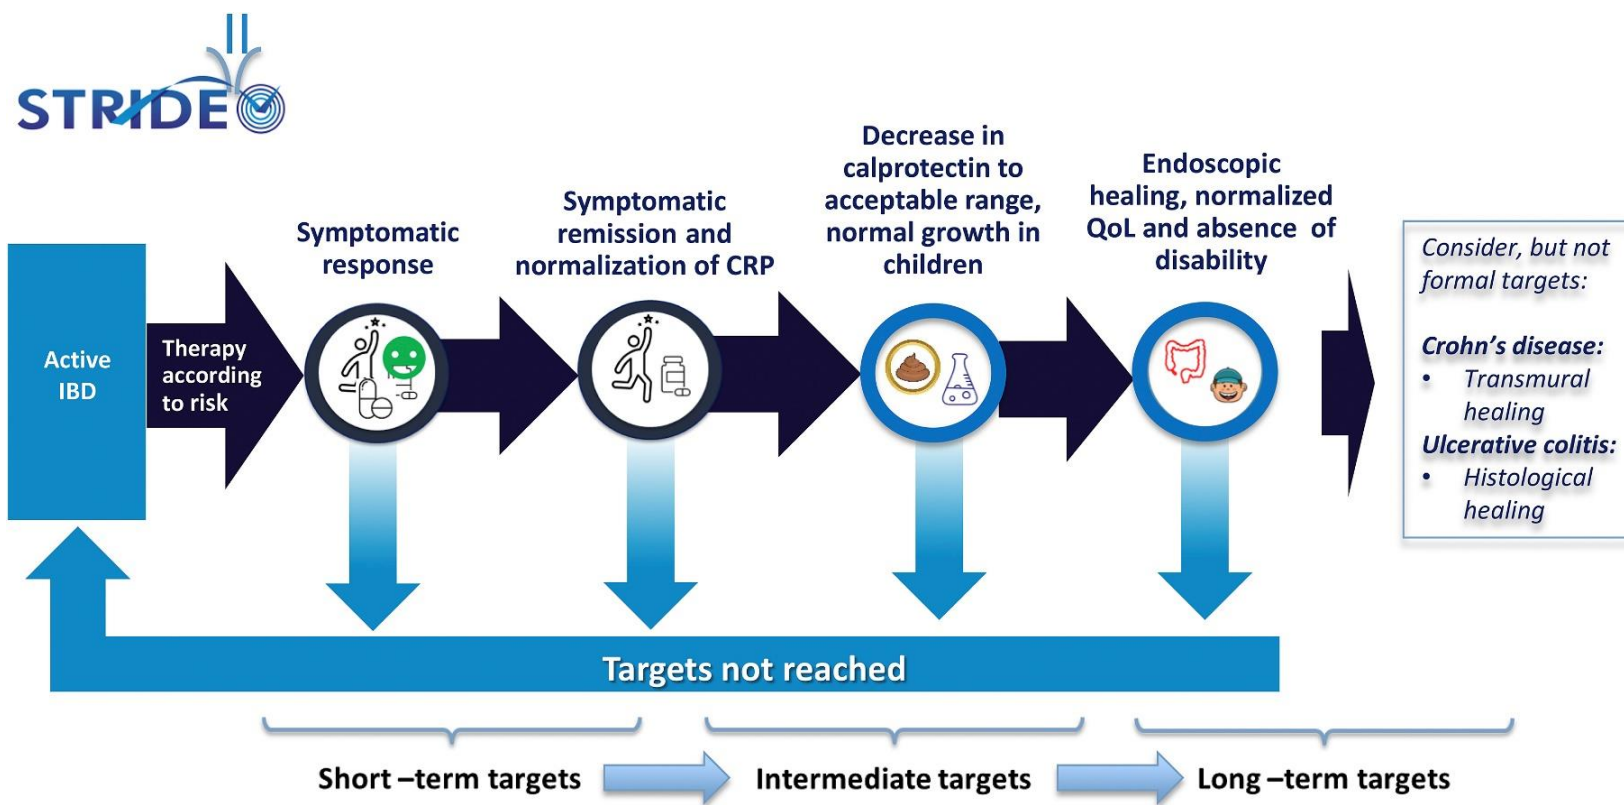 II
STRIDE
Symptomatic
response
Symptomatic
remission and
normalization of CRP
Decrease in
calprotectin to
acceptable range,
normal growth in
children
Endoscopic
healing, normalized
QoL and absence of
disability
Active
IBD
Therapy
according
to risk
Consider, but not
formal targets:
Crohn’s disease:
• Transmural
healing
Ulcerative colitis:
• Histological
healing
Targets not reached
Short –term targets
Intermediate targets
Long –term targets